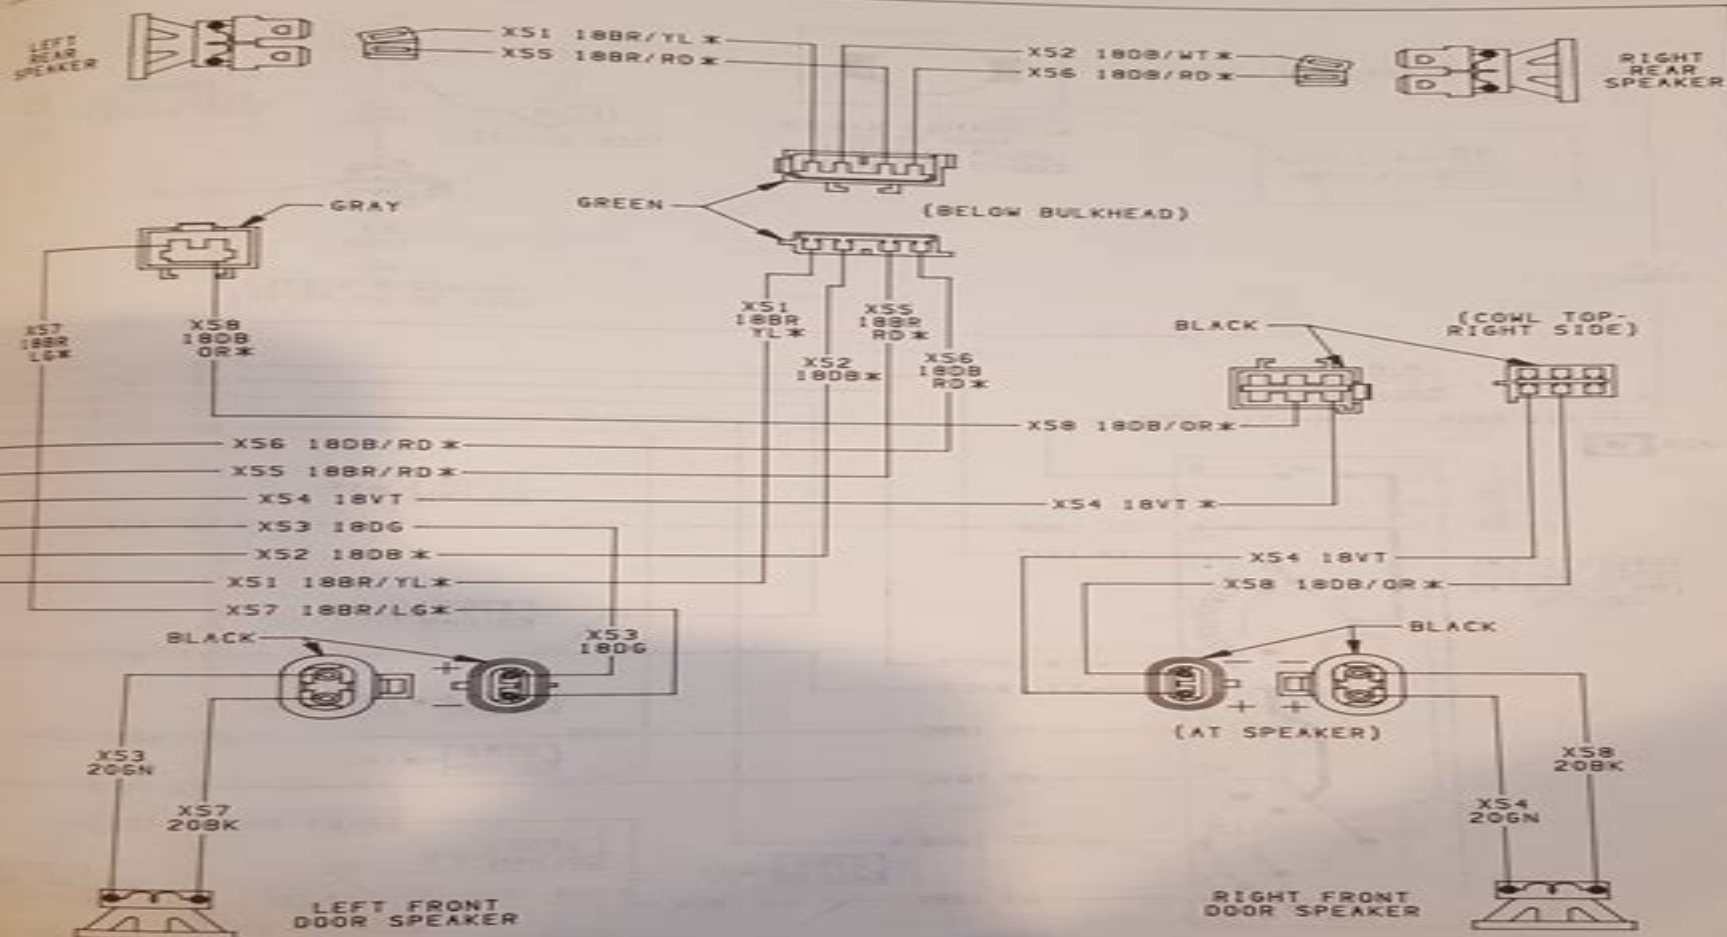 LEFT
REAR
SPEAKER
X51 18BR/YL*
X55 18BR/RD*
X52 18DB/WT*
X56 18DB/RD*
RIGHT
REAR
SPEAKER
GRAY
GREEN
(BELOW BULKHEAD)
X57
18BR
LG*
X58
18DB
OR*
X51
18BR
YL*
X55
18BR
RD*
X52
18DB*
X56
18DB
RD*
BLACK
(COWL TOP-
RIGHT SIDE)
X58 18DB/OR*
X56 18DB/RD*
X55 18BR/RD*
X54 18VT
X54 18VT*
X53 18DG
X52 18DB*
X54 18VT
X51 18BR/YL*
X58 18DB/OR*
X57 18BR/LG*
BLACK
X53
18DG
BLACK
+
-
-
-
+
+
(AT SPEAKER)
X53
20GN
X57
20BK
X58
20BK
X54
20GN
LEFT FRONT
DOOR SPEAKER
RIGHT FRONT
DOOR SPEAKER